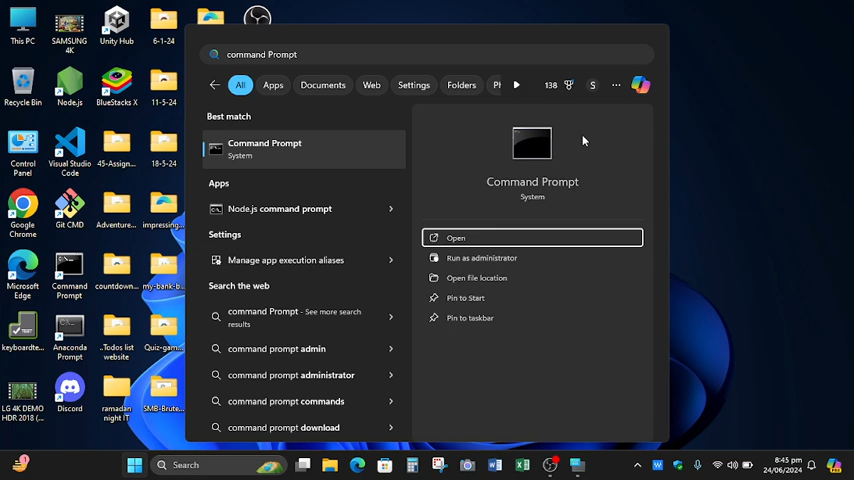 This PC
SAMSUNG 4K
Unity Hub
6-1-24
Recycle Bin
Node.js
BlueStacks X
11-5-24
Control Panel
Visual Studio Code
45-Assign...
18-5-24
Google Chrome
Git CMD
Adventure...
impressing...
Microsoft Edge
Command Prompt
countdown...
my-bank-b...
keyboardte...
Anaconda Prompt
..Todos list website
Quiz-gam...
LG 4K DEMO HDR 2018 (...
Discord
ramadan night IT
SMB-Brute...
command Prompt
All
Apps
Documents
Web
Settings
Folders
138
S
...
Best match
Command Prompt
System
Apps
Node.js command prompt
Settings
Manage app execution aliases
Search the web
command Prompt - See more search
results
command prompt admin
command prompt administrator
command prompt commands
command prompt download
Command Prompt
System
Open
Run as administrator
Open file location
Pin to Start
Pin to taskbar
1
Search
8:45 pm
24/06/2024